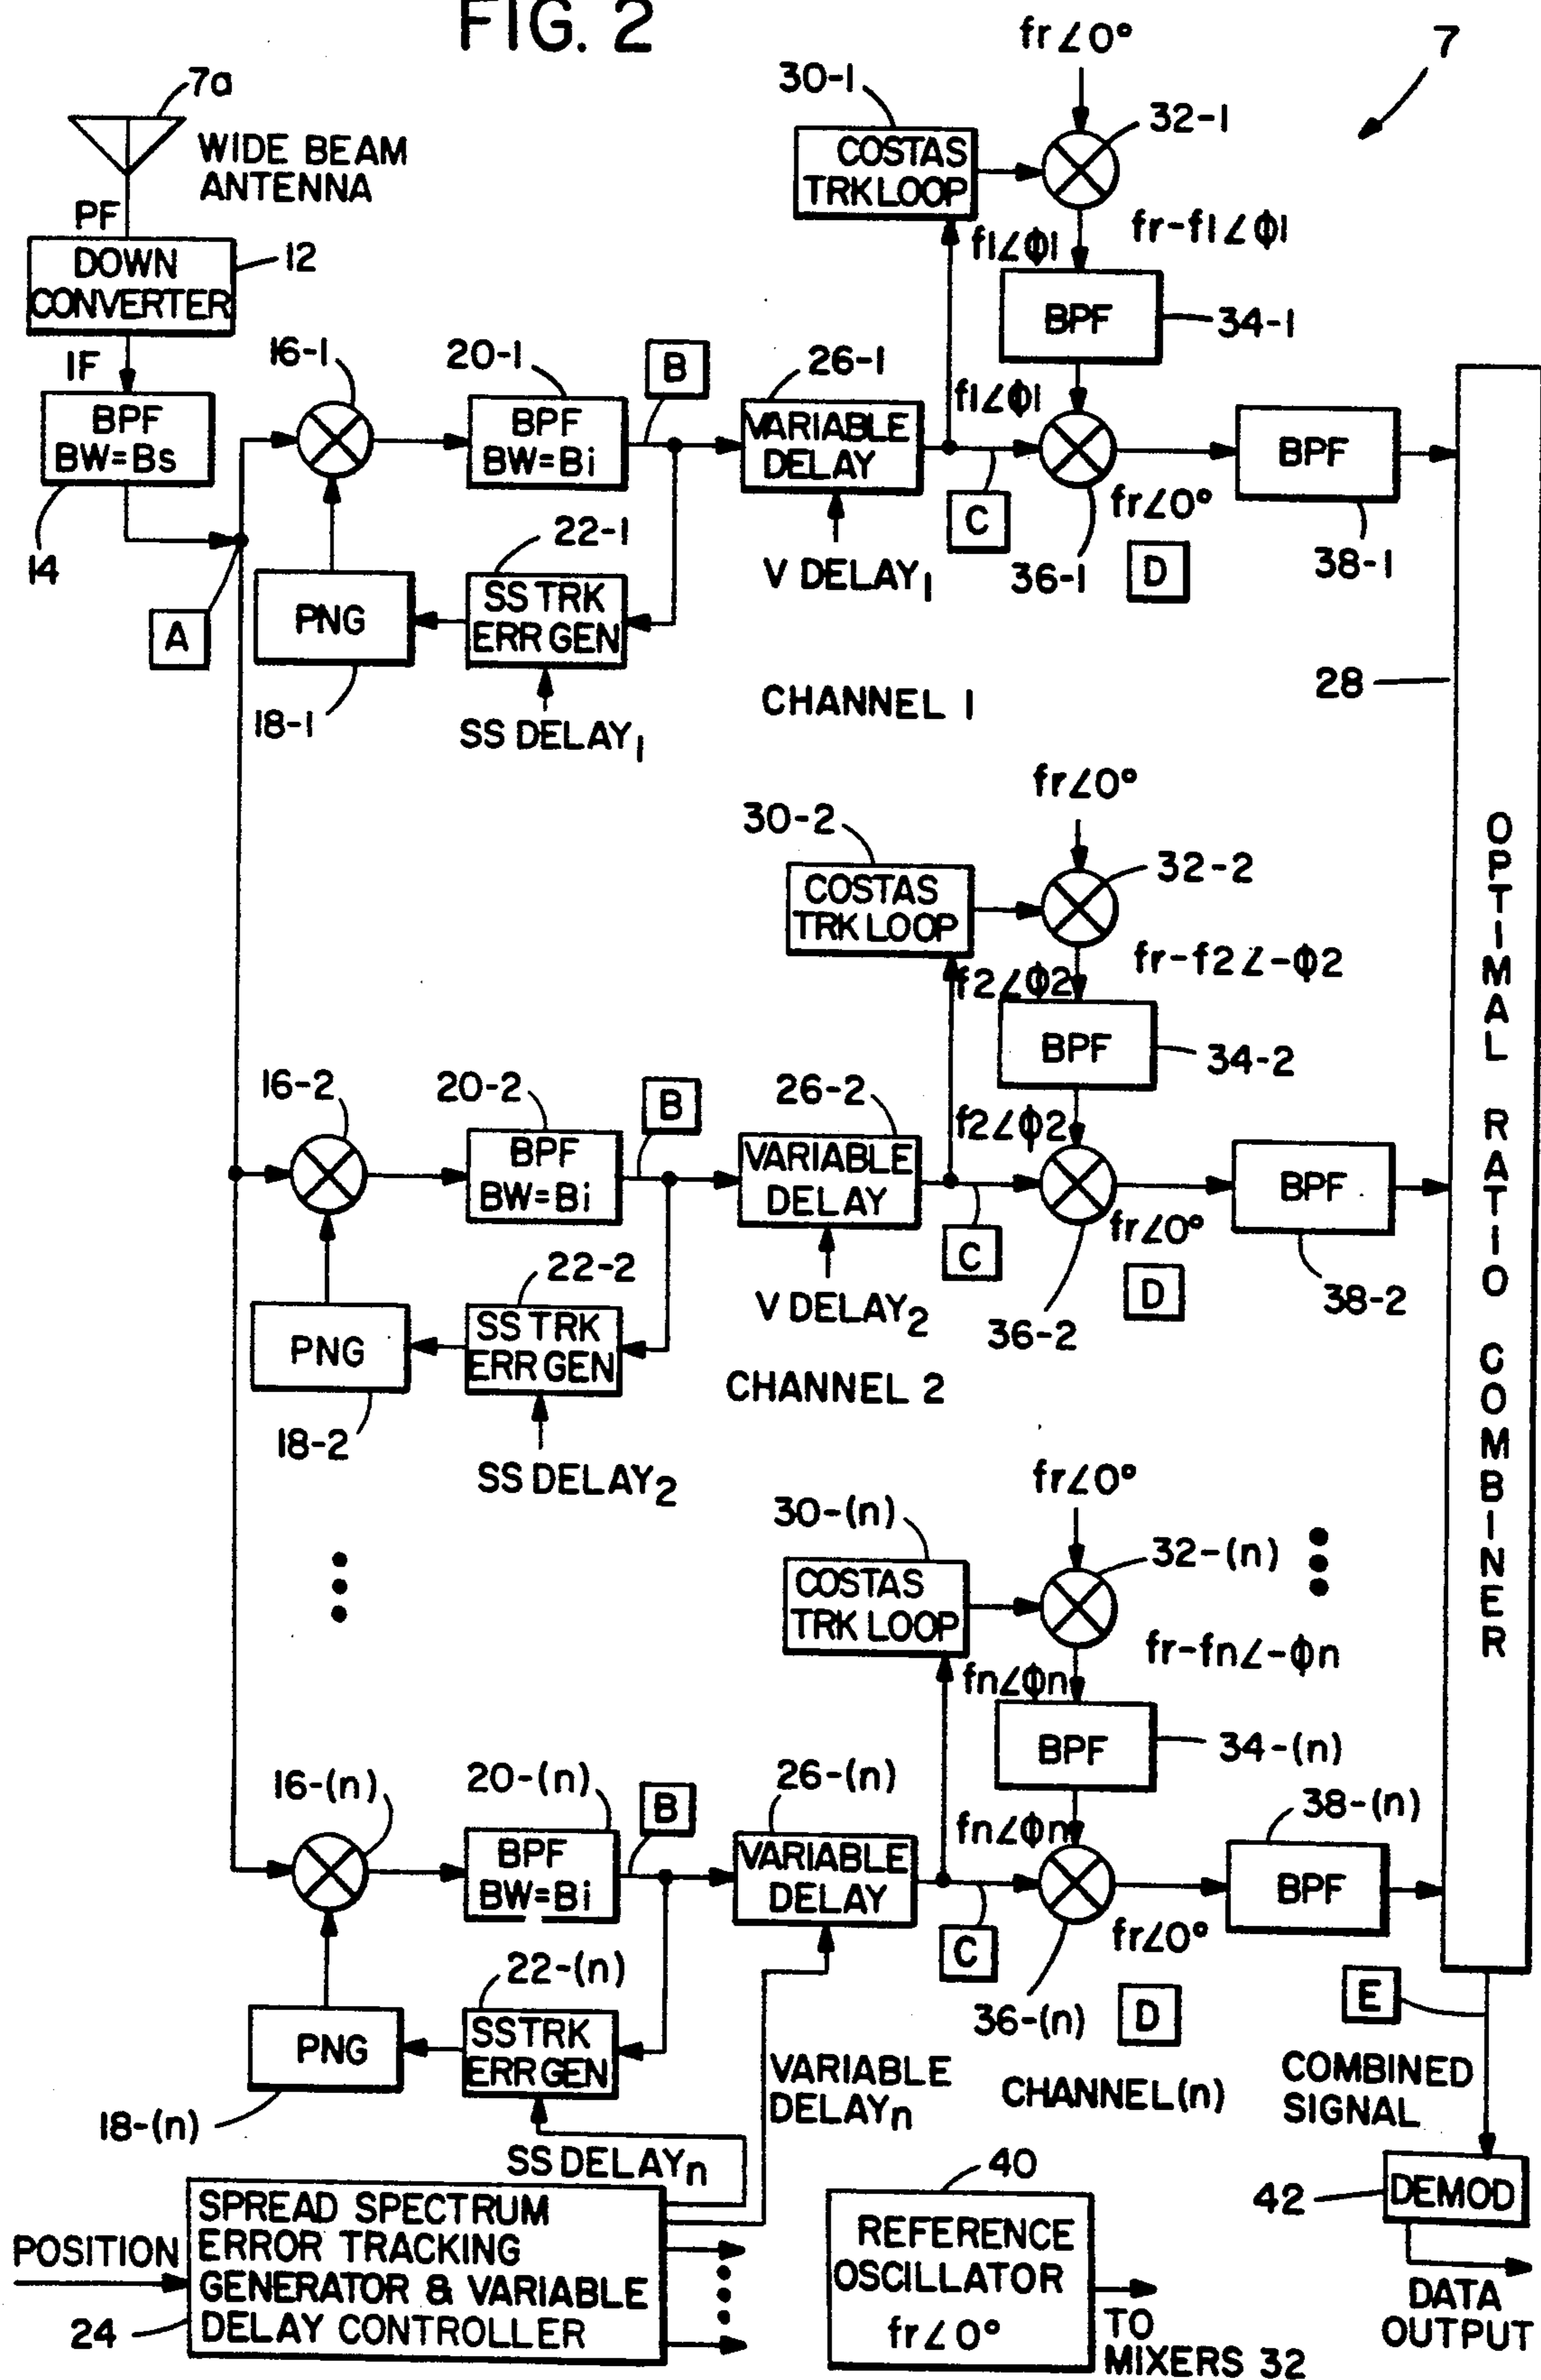 FIG. 2
7a
WIDE BEAM
ANTENNA
PF
DOWN
CONVERTER
12
IF
BPF
BW=Bs
14
A
16-1
20-1
BPF
BW=Bi
B
26-1
VARIABLE
DELAY
V DELAY1
PNG
18-1
22-1
SS TRK
ERR GEN
SS DELAY1
CHANNEL 1
30-1
COSTAS
TRK LOOP
fr∠0°
32-1
7
f1∠Φ1
fr-f1∠Φ1
BPF
34-1
f1∠Φ1
C
36-1
fr∠0°
D
BPF
38-1
28
OPTIMAL RATIO COMBINER
16-2
20-2
BPF
BW=Bi
B
26-2
VARIABLE
DELAY
V DELAY2
PNG
18-2
22-2
SS TRK
ERR GEN
SS DELAY2
CHANNEL 2
30-2
COSTAS
TRK LOOP
fr∠0°
32-2
f2∠Φ2
fr-f2∠-Φ2
BPF
34-2
f2∠Φ2
C
36-2
fr∠0°
D
BPF
38-2
16-(n)
20-(n)
BPF
BW=Bi
B
26-(n)
VARIABLE
DELAY
PNG
18-(n)
22-(n)
SS TRK
ERR GEN
SS DELAYn
VARIABLE
DELAYn
CHANNEL(n)
30-(n)
COSTAS
TRK LOOP
fr∠0°
32-(n)
fn∠Φn
fr-fn∠-Φn
BPF
34-(n)
fn∠Φn
C
36-(n)
fr∠0°
D
BPF
38-(n)
E
COMBINED
SIGNAL
42
DEMOD
DATA
OUTPUT
POSITION
24
SPREAD SPECTRUM
ERROR TRACKING
GENERATOR & VARIABLE
DELAY CONTROLLER
40
REFERENCE
OSCILLATOR
fr∠0°
TO
MIXERS 32